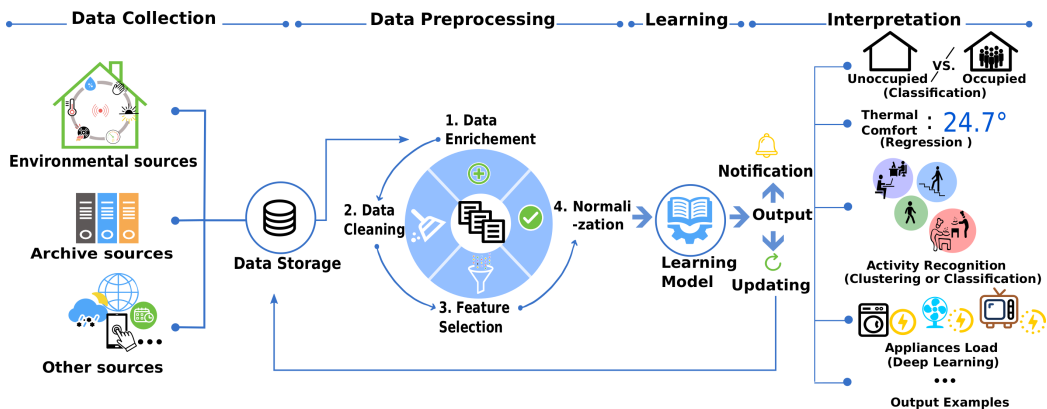 Data Collection
Data Preprocessing
Learning
Interpretation
Environmental sources
Archive sources
Other sources
Data Storage
1. Data
Enrichement
2. Data
Cleaning
3. Feature
Selection
4. Normali
-zation
Learning
Model
Notification
Output
Updating
Unoccupied
VS.
Occupied
(Classification)
Thermal
Comfort
: 24.7°
(Regression )
Activity Recognition
(Clustering or Classification)
Appliances Load
(Deep Learning)
Output Examples